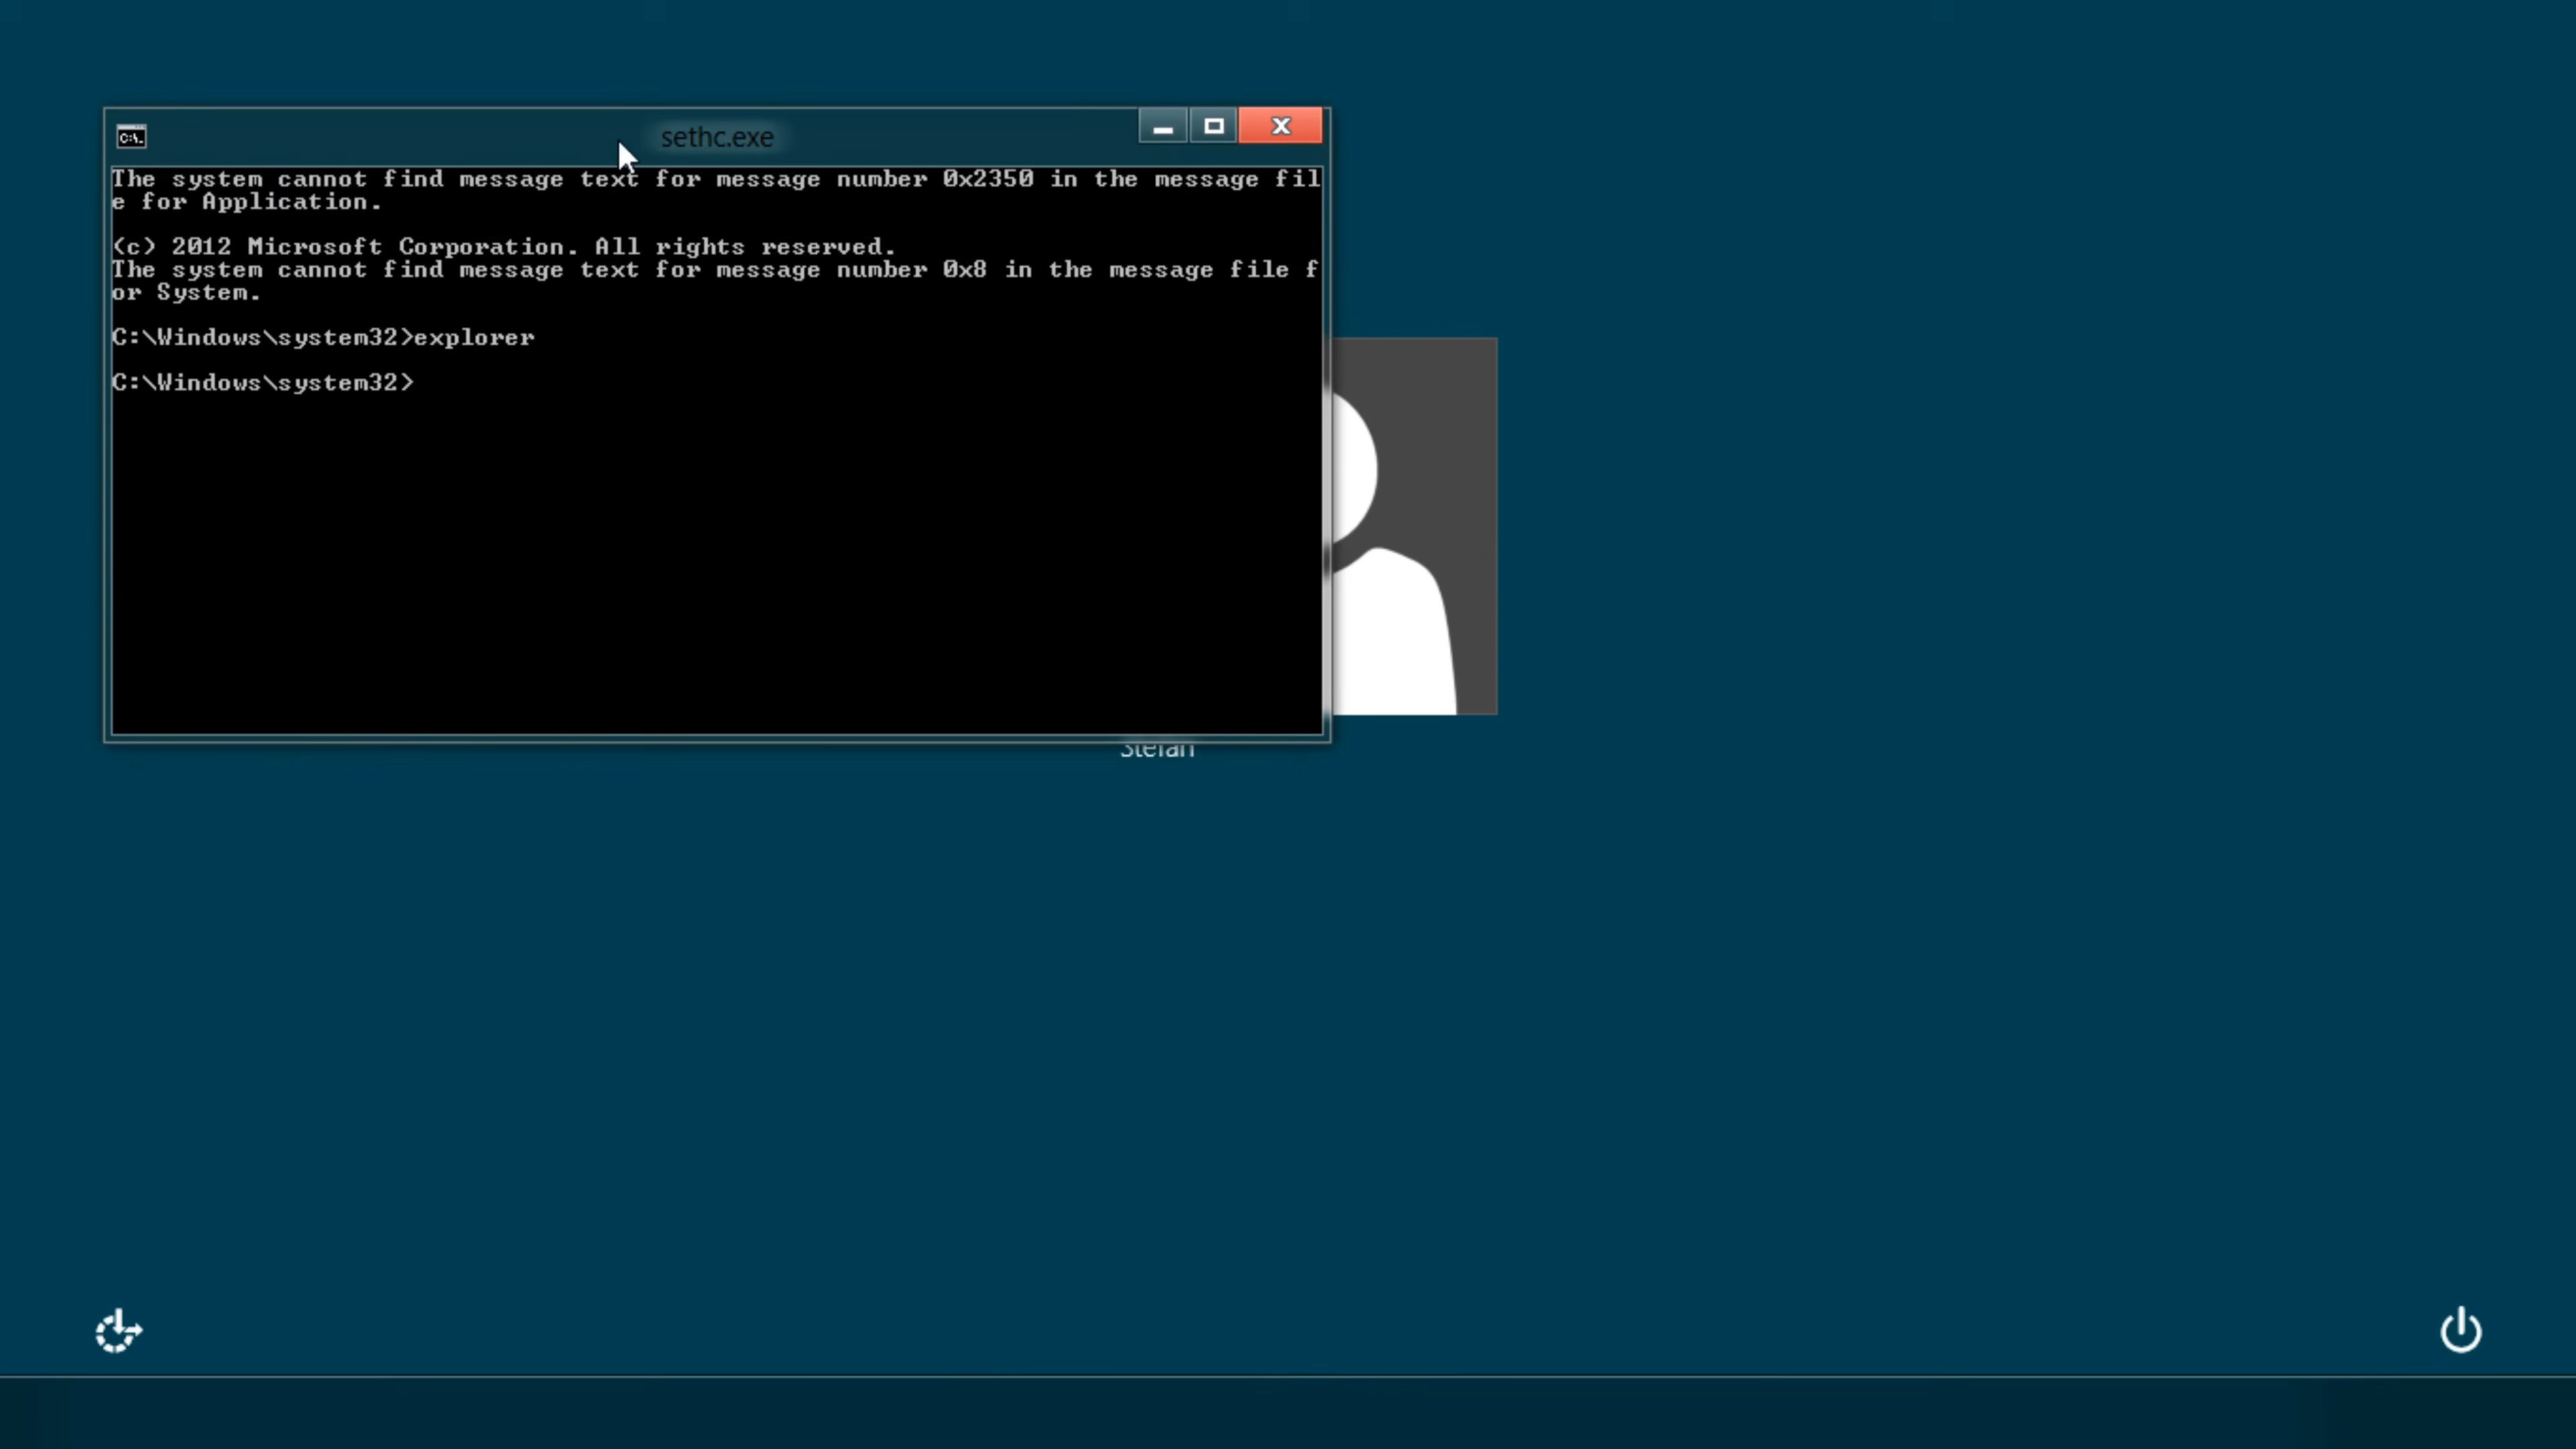 sethc.exe
The system cannot find message text for message number 0x2350 in the message fil
e for Application.
(c) 2012 Microsoft Corporation. All rights reserved.
The system cannot find message text for message number 0x8 in the message file f
or System.
C:\Windows\system32>explorer
C:\Windows\system32>
Stefan